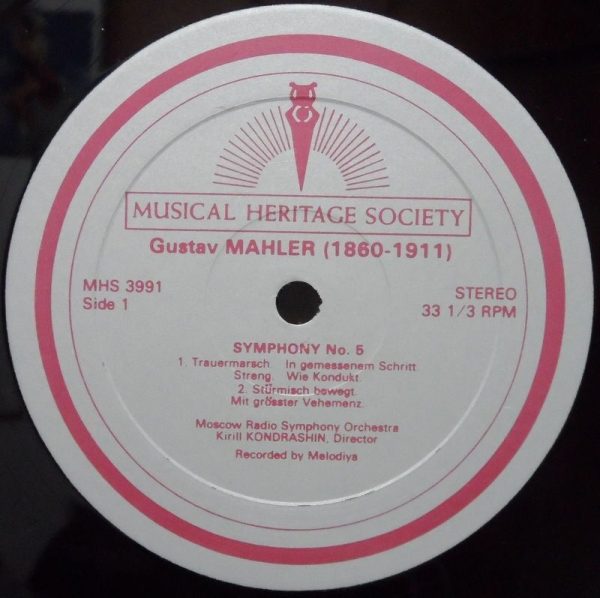 MUSICAL HERITAGE SOCIETY
Gustav MAHLER (1860-1911)
MHS 3991
Side 1
STEREO
33 1/3 RPM
SYMPHONY No. 5
1. Trauermarsch. In gemessenem Schritt.
Streng. Wie Kondukt.
2. Stürmisch bewegt.
Mit grösster Vehemenz.
Moscow Radio Symphony Orchestra
Kirill KONDRASHIN, Director
Recorded by Melodiya